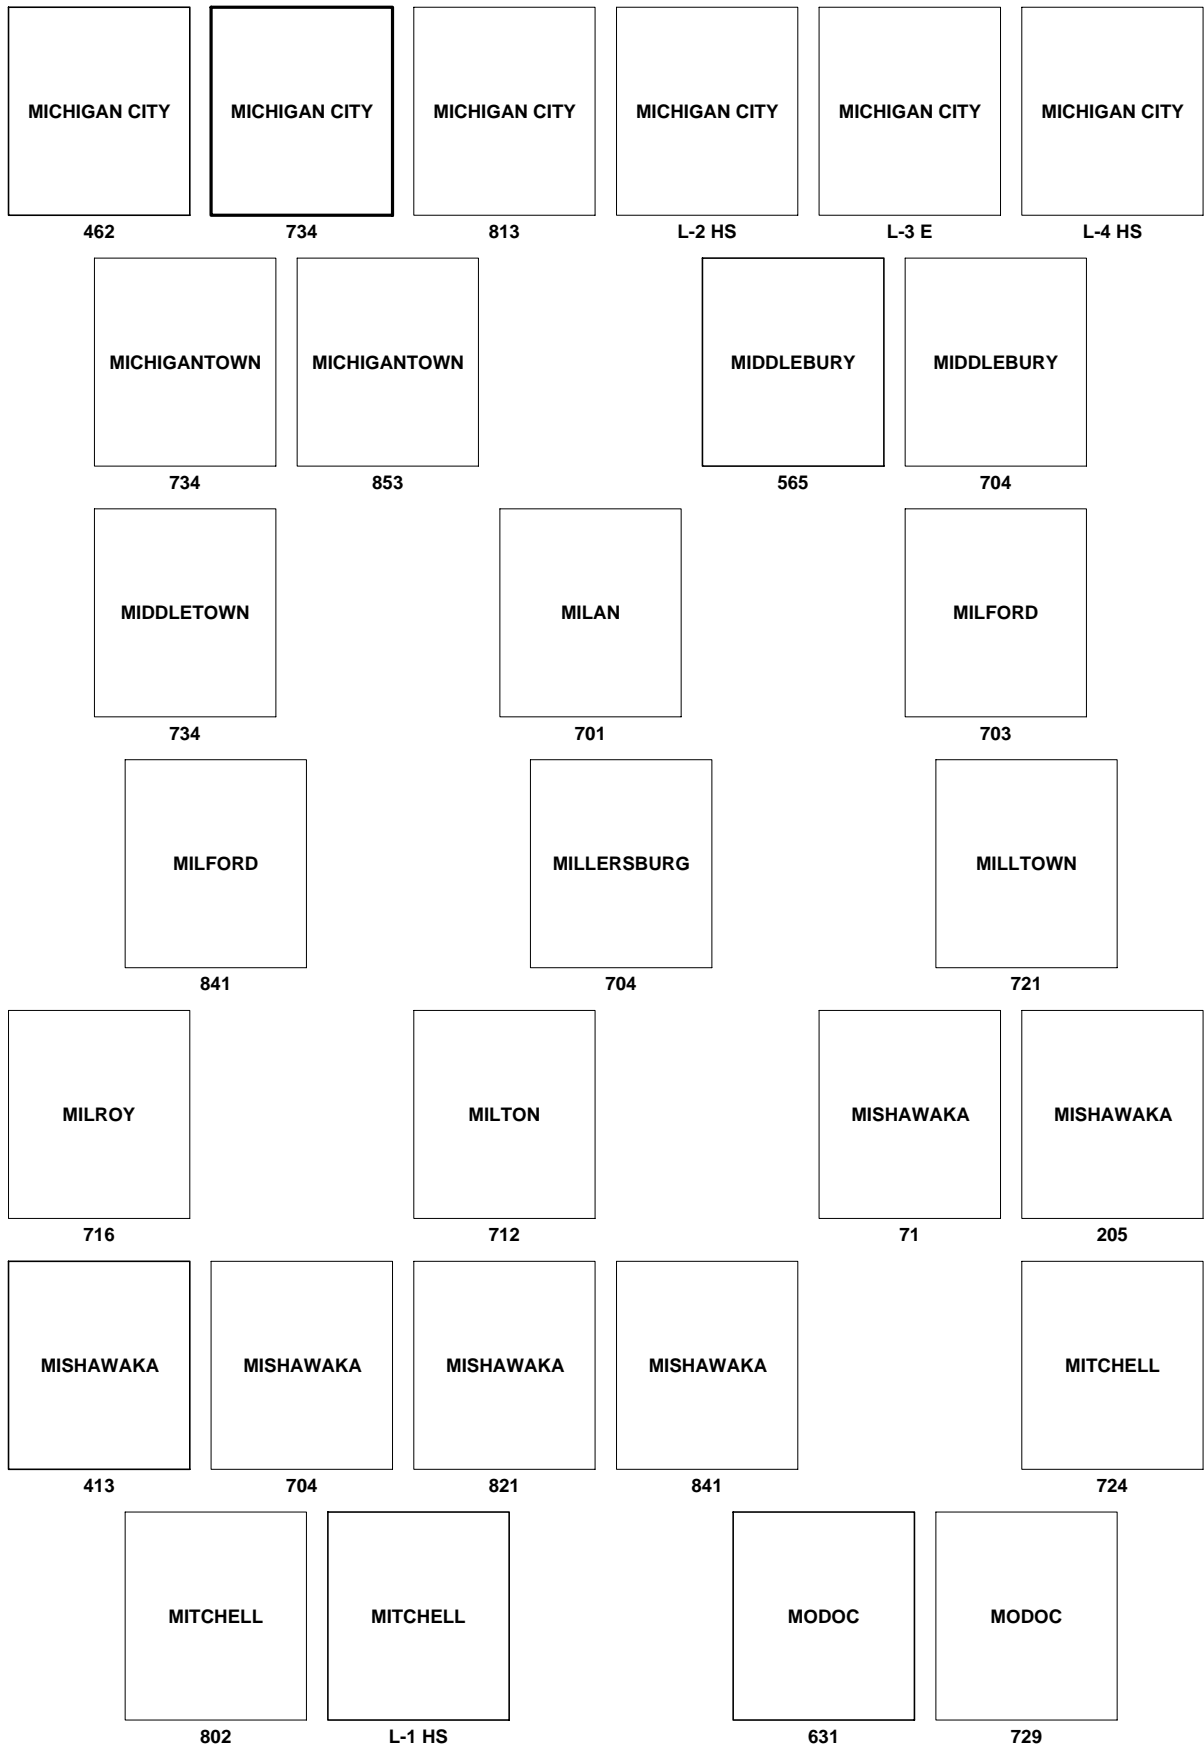 MICHIGAN CITY MICHIGAN CITY MICHIGAN CITY MICHIGAN CITY MICHIGAN CITY MICHIGAN CITY
462 734 813 L-2 HS L-3 E L-4 HS
MICHIGANTOWN MICHIGANTOWN MIDDLEBURY MIDDLEBURY
734 853 565 704
MIDDLETOWN MILAN MILFORD
734 701 703
MILFORD MILLERSBURG MILLTOWN
841 704 721
MILROY MILTON MISHAWAKA MISHAWAKA
716 712 71 205
MISHAWAKA MISHAWAKA MISHAWAKA MISHAWAKA MITCHELL
413 704 821 841 724
MITCHELL MITCHELL MODOC MODOC
802 L-1 HS 631 729